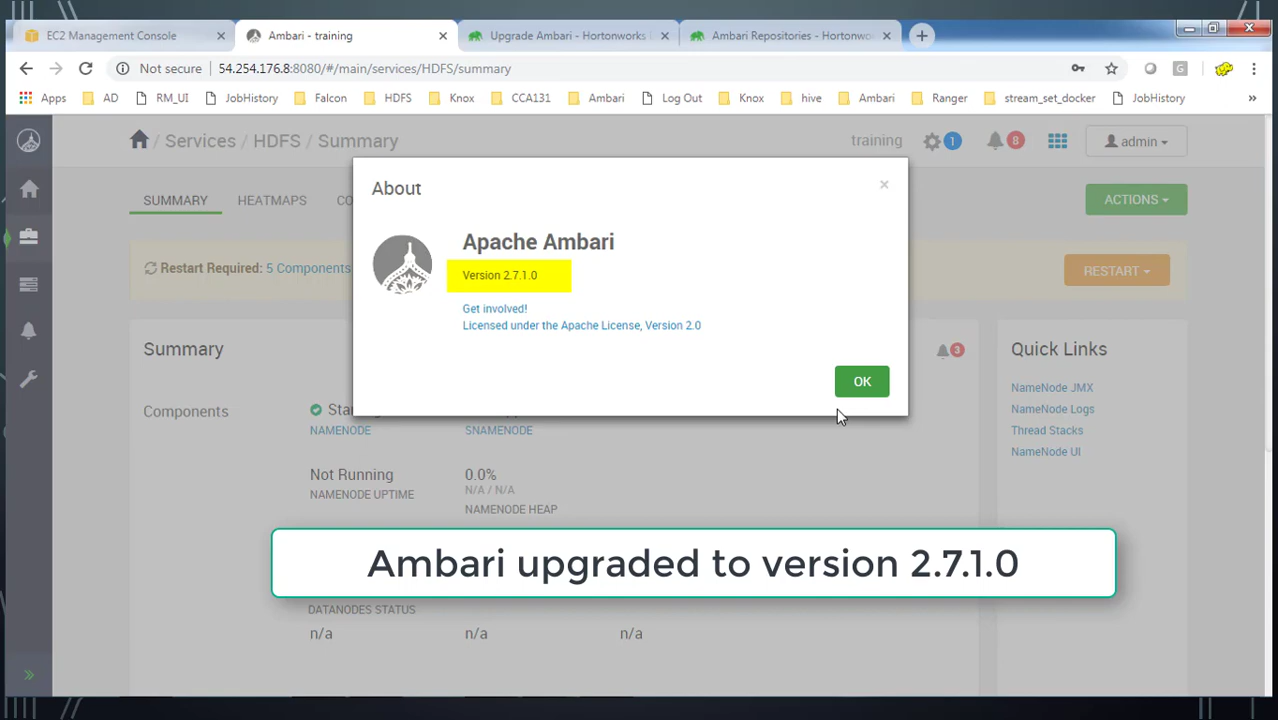 EC2 Management Console
Ambari - training
Upgrade Ambari - Hortonworks
Ambari Repositories - Hortonwo
Not secure
54.254.176.8:8080/#/main/services/HDFS/summary
G
Apps
AD
RM_UI
JobHistory
Falcon
HDFS
Knox
CCA131
Ambari
Log Out
Knox
hive
Ambari
Ranger
stream_set_docker
JobHistory
»
/ Services / HDFS / Summary
training
1
8
admin
SUMMARY
HEATMAPS
CO
ACTIONS
About
×
Apache Ambari
Version 2.7.1.0
Get involved!
Licensed under the Apache License, Version 2.0
OK
Restart Required: 5 Components
RESTART
Summary
3
Quick Links
Components
NAMENODE
SNAMENODE
Not Running
0.0%
N/A / N/A
NAMENODE UPTIME
NAMENODE HEAP
NameNode JMX
NameNode Logs
Thread Stacks
NameNode UI
Ambari upgraded to version 2.7.1.0
DATANODES STATUS
n/a
n/a
n/a